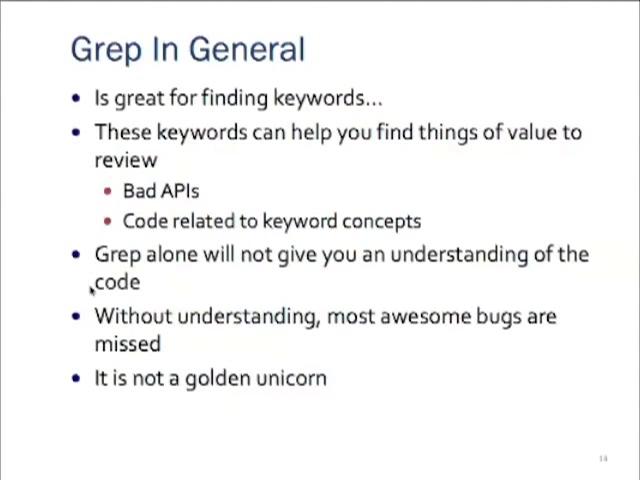 Grep In General
• Is great for finding keywords...
• These keywords can help you find things of value to
review
• Bad APIs
• Code related to keyword concepts
• Grep alone will not give you an understanding of the
code
• Without understanding, most awesome bugs are
missed
• It is not a golden unicorn